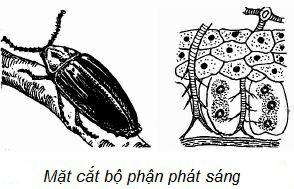 Mặt cắt bộ phận phát sáng